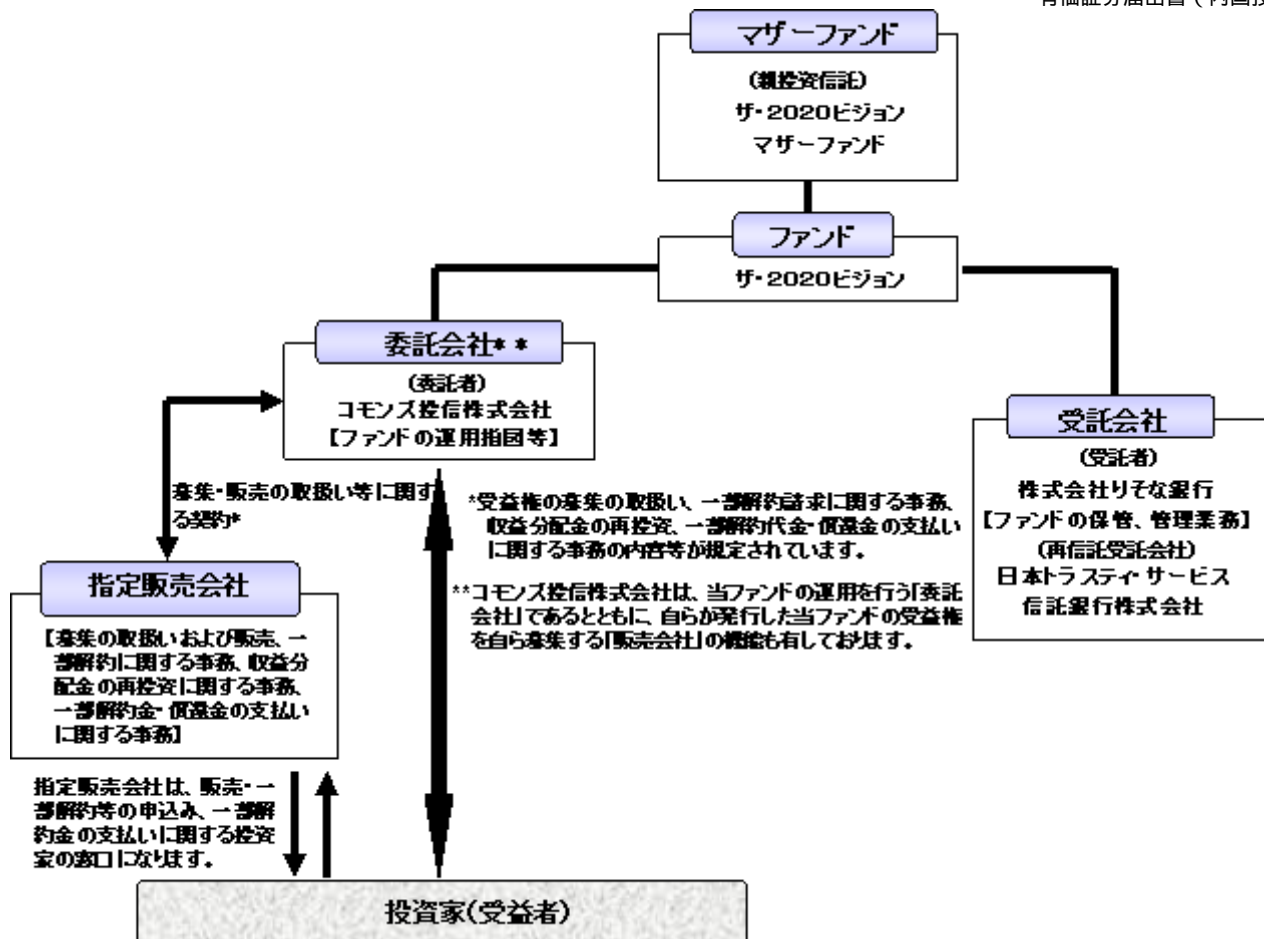 マザーファンド
(親投資信託)
ザ・2020ビジョン
マザーファンド
ファンド
ザ・2020ビジョン
委託会社**
(委託者)
コモンズ投信株式会社
【ファンドの運用指図等】
受託会社
(受託者)
株式会社りそな銀行
【ファンドの保管、管理業務】
(再信託受託会社)
日本トラスティ・サービス
信託銀行株式会社
募集・販売の取扱い等に関す
る契約*
*受益権の募集の取扱い、一部解約請求に関する事務、
収益分配金の再投資、一部解約代金・償還金の支払い
に関する事務の内容等が規定されています。
**コモンズ投信株式会社は、当ファンドの運用を行う「委託
会社」であるとともに、自らが発行した当ファンドの受益権
を自ら募集する「販売会社」の機能も有しております。
指定販売会社
【募集の取扱いおよび販売、一
部解約に関する事務、収益分
配金の再投資に関する事務、
一部解約金・償還金の支払い
に関する事務】
指定販売会社は、販売・一
部解約等の申込み、一部解
約金の支払いに関する投資
家の窓口になります。
投資家(受益者)